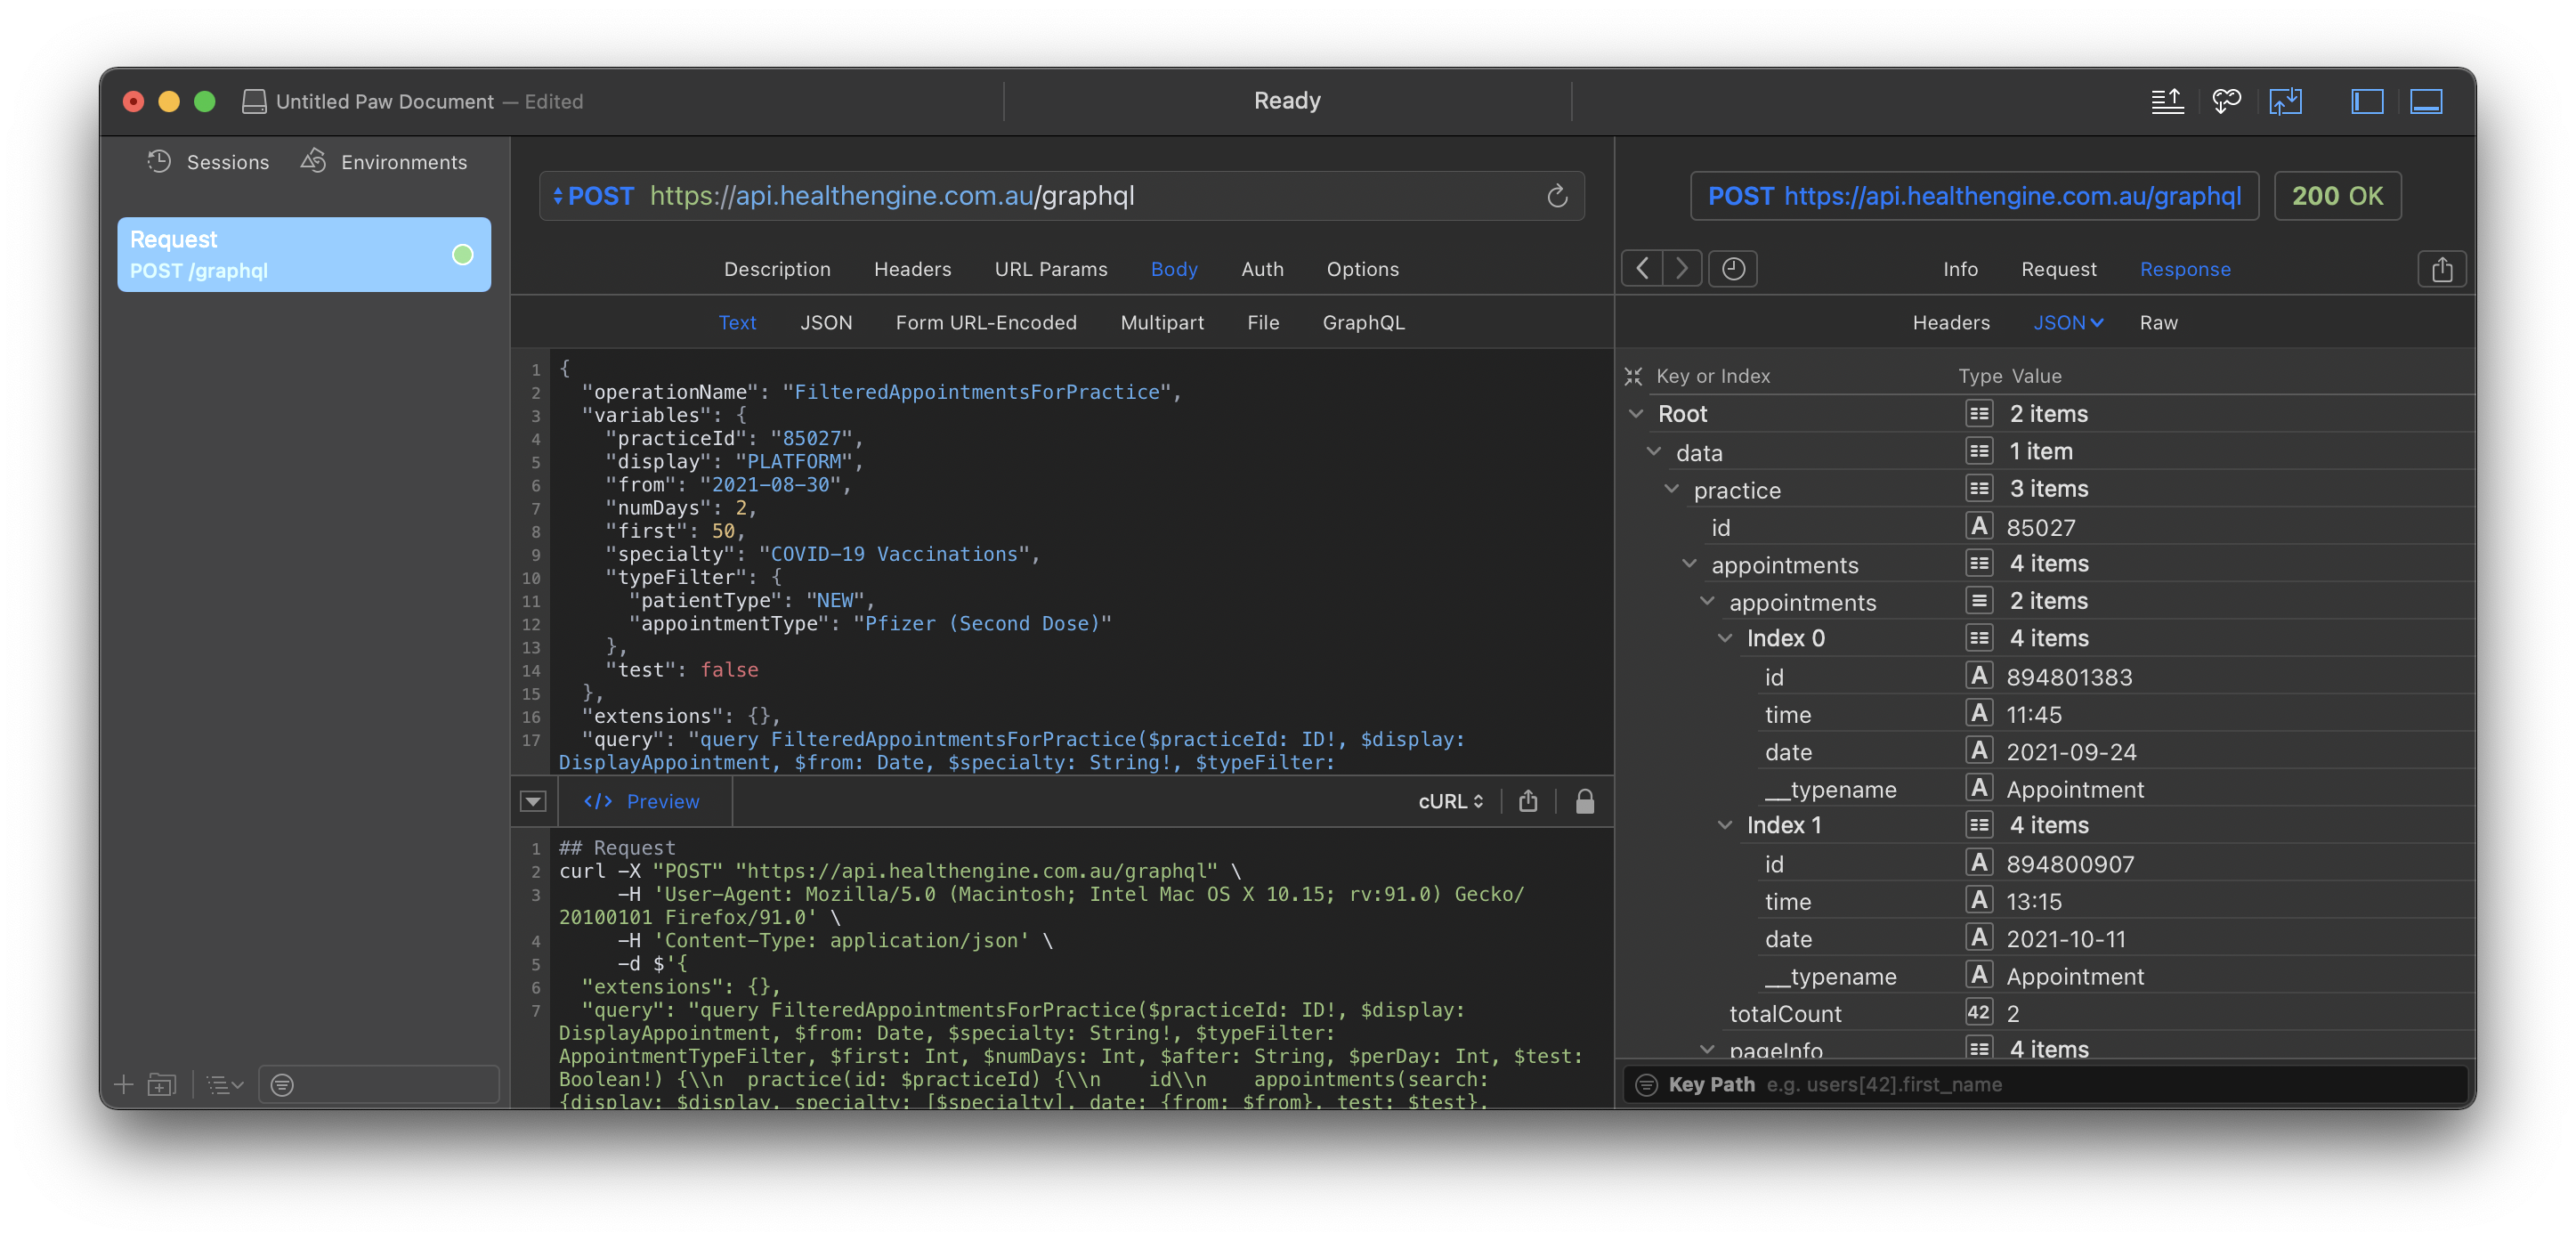 Untitled Paw Document — Edited
Ready
Sessions
Environments
Request
POST /graphql
POST https://api.healthengine.com.au/graphql
Description Headers URL Params Body Auth Options
Text JSON Form URL-Encoded Multipart File GraphQL
1 {
2 "operationName": "FilteredAppointmentsForPractice",
3 "variables": {
4 "practiceId": "85027",
5 "display": "PLATFORM",
6 "from": "2021-08-30",
7 "numDays": 2,
8 "first": 50,
9 "specialty": "COVID-19 Vaccinations",
10 "typeFilter": {
11 "patientType": "NEW",
12 "appointmentType": "Pfizer (Second Dose)"
13 },
14 "test": false
15 },
16 "extensions": {},
17 "query": "query FilteredAppointmentsForPractice($practiceId: ID!, $display:
DisplayAppointment, $from: Date, $specialty: String!, $typeFilter:
</> Preview
cURL
1 ## Request
2 curl -X "POST" "https://api.healthengine.com.au/graphql" \
3 -H 'User-Agent: Mozilla/5.0 (Macintosh; Intel Mac OS X 10.15; rv:91.0) Gecko/
20100101 Firefox/91.0' \
4 -H 'Content-Type: application/json' \
5 -d $'{
6 "extensions": {},
7 "query": "query FilteredAppointmentsForPractice($practiceId: ID!, $display:
DisplayAppointment, $from: Date, $specialty: String!, $typeFilter:
AppointmentTypeFilter, $first: Int, $numDays: Int, $after: String, $perDay: Int, $test:
Boolean!) {\\n  practice(id: $practiceId) {\\n    id\\n    appointments(search:
{display: $display, specialty: [$specialty], date: {from: $from}, test: $test},
POST https://api.healthengine.com.au/graphql
200 OK
Info Request Response
Headers JSON Raw
Key or Index Type Value
Root 2 items
data 1 item
practice 3 items
id A 85027
appointments 4 items
appointments 2 items
Index 0 4 items
id A 894801383
time A 11:45
date A 2021-09-24
__typename A Appointment
Index 1 4 items
id A 894800907
time A 13:15
date A 2021-10-11
__typename A Appointment
totalCount 42 2
pageInfo 4 items
Key Path e.g. users[42].first_name